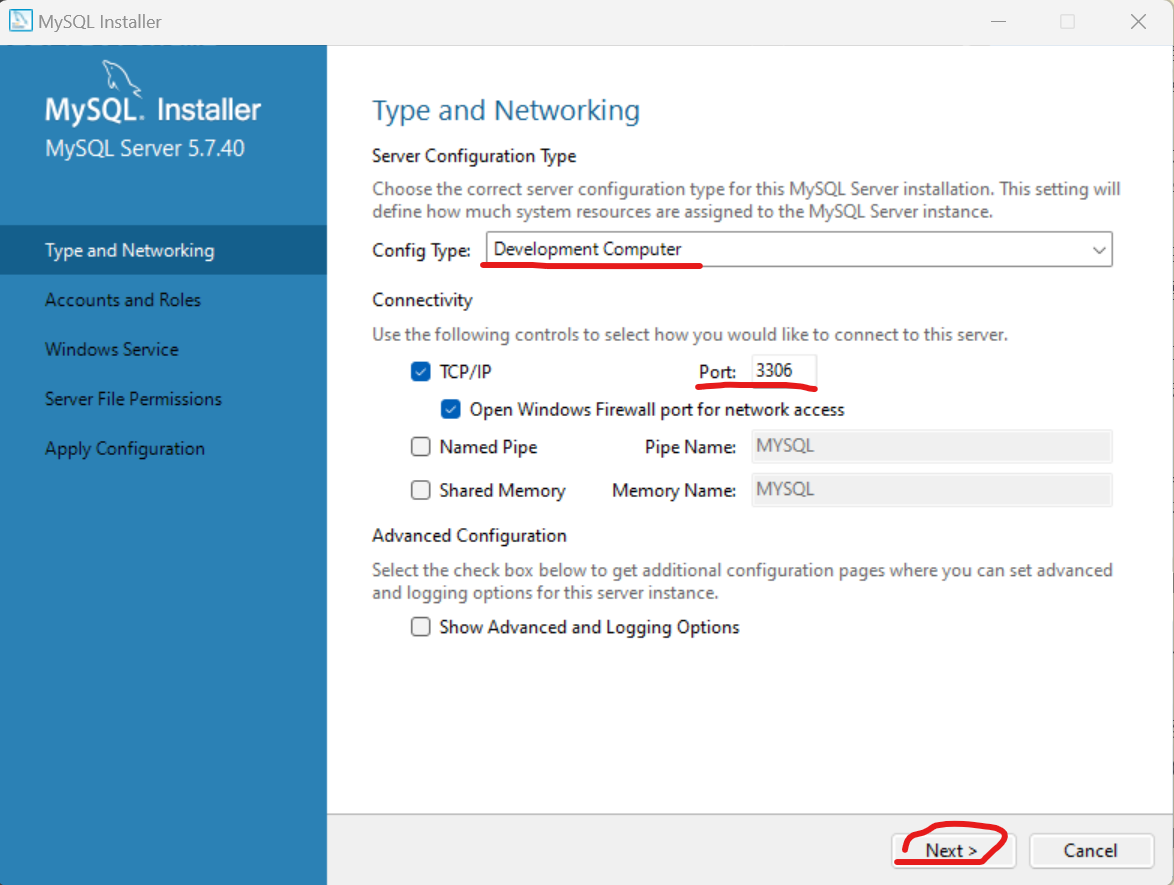 MySQL Installer
MySQL. Installer
MySQL Server 5.7.40
Type and Networking
Accounts and Roles
Windows Service
Server File Permissions
Apply Configuration
Type and Networking
Server Configuration Type
Choose the correct server configuration type for this MySQL Server installation. This setting will
define how much system resources are assigned to the MySQL Server instance.
Config Type: Development Computer
Connectivity
Use the following controls to select how you would like to connect to this server.
TCP/IP Port: 3306
Open Windows Firewall port for network access
Named Pipe Pipe Name: MYSQL
Shared Memory Memory Name: MYSQL
Advanced Configuration
Select the check box below to get additional configuration pages where you can set advanced
and logging options for this server instance.
Show Advanced and Logging Options
Next > Cancel